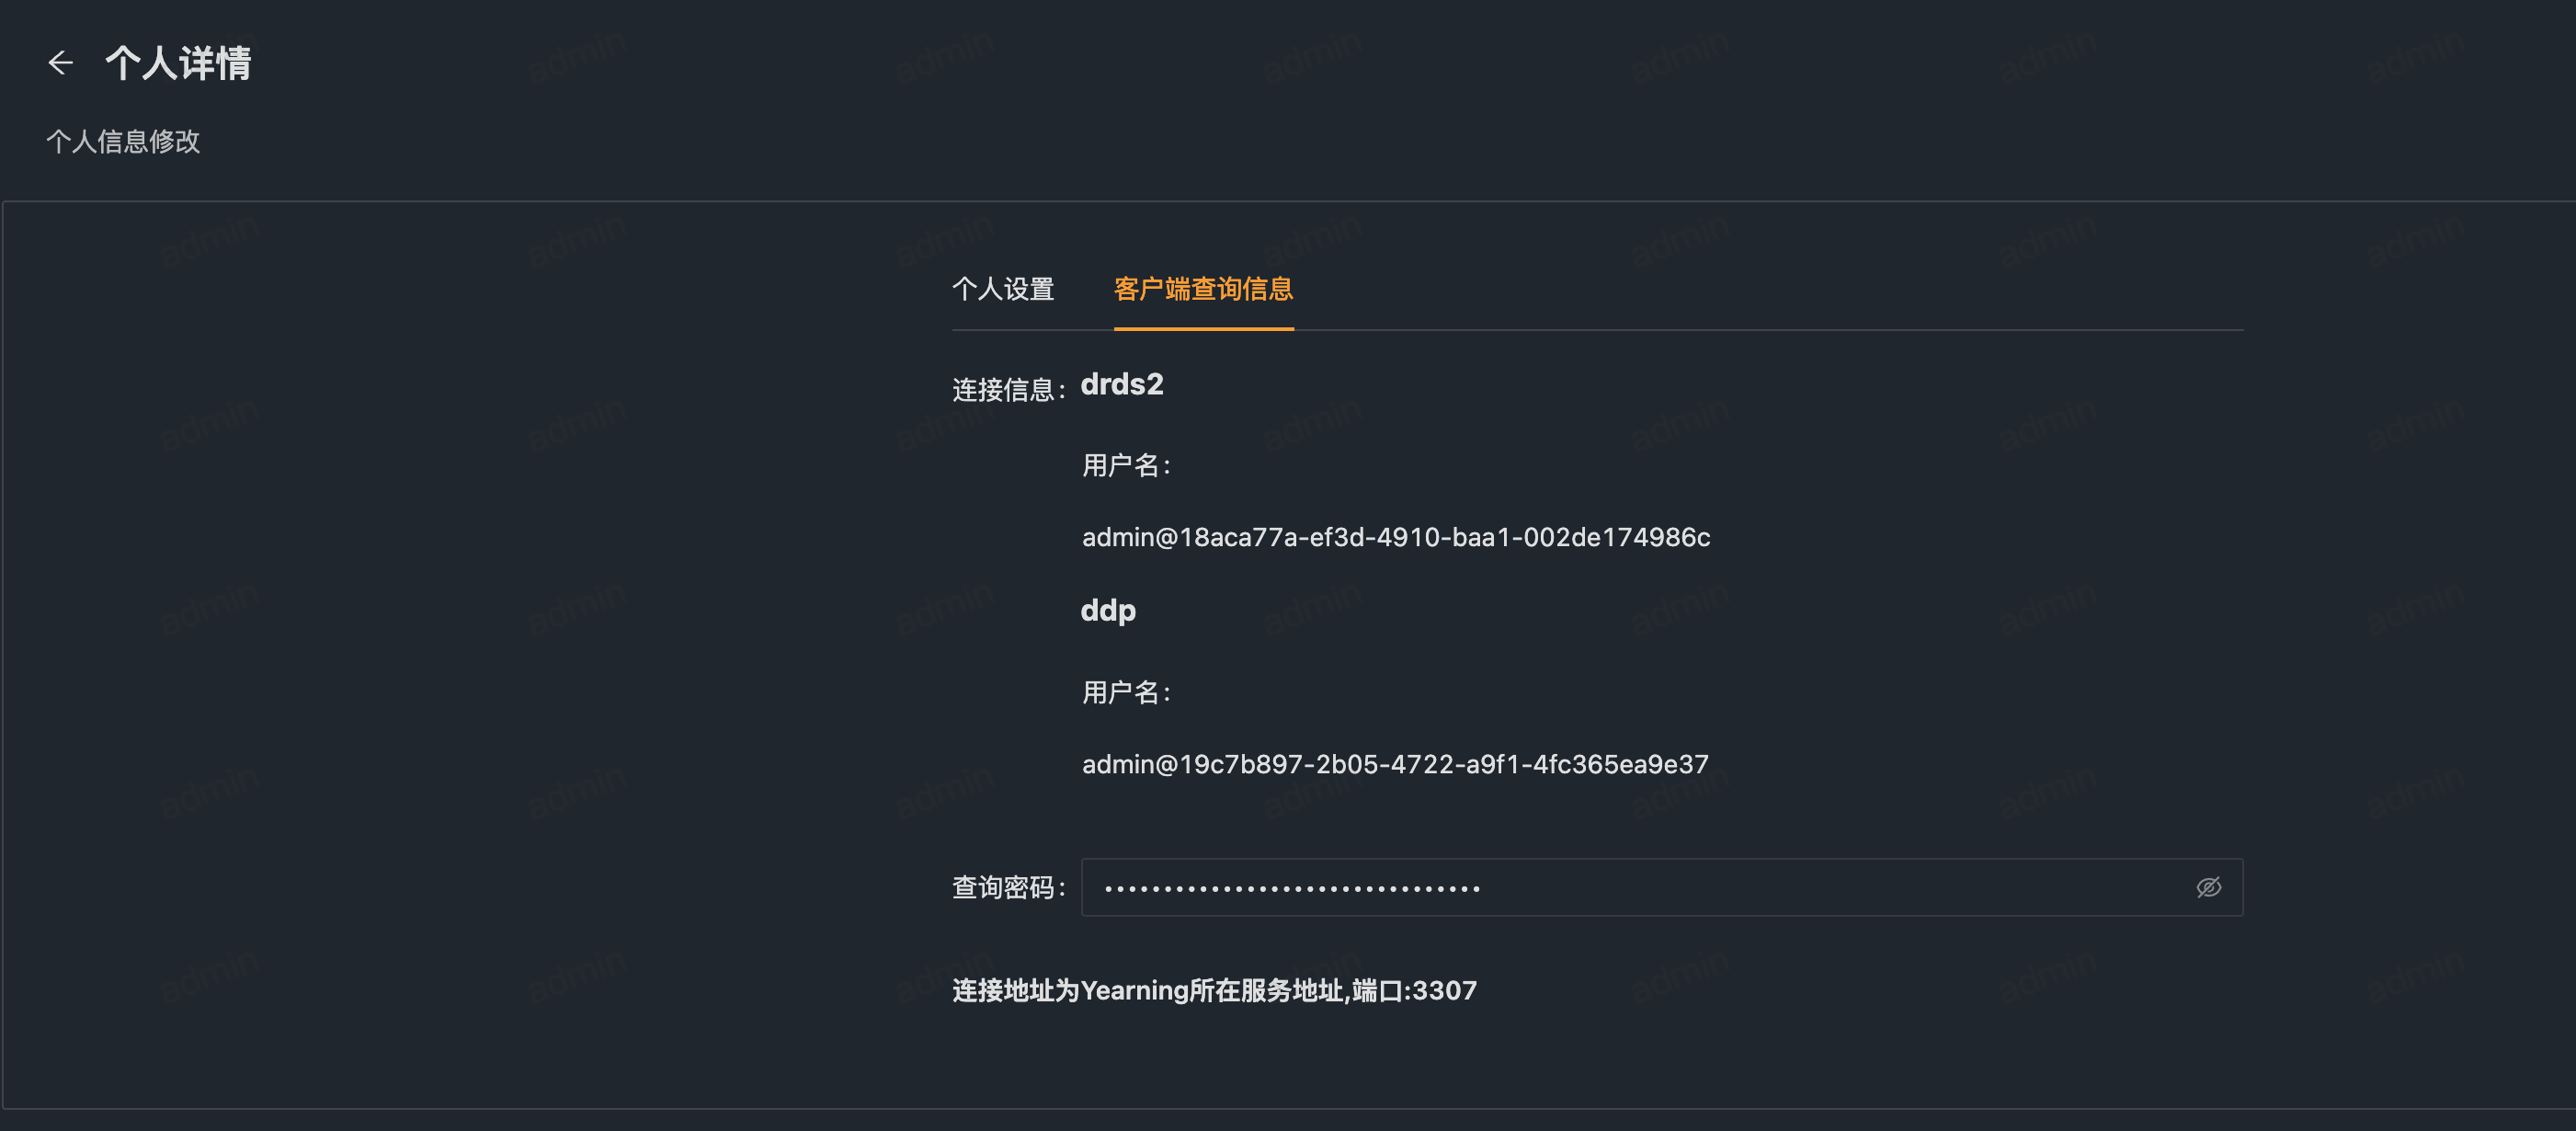 个人详情
个人信息修改
个人设置 客户端查询信息
连接信息: drds2
用户名:
admin@18aca77a-ef3d-4910-baa1-002de174986c
ddp
用户名:
admin@19c7b897-2b05-4722-a9f1-4fc365ea9e37
查询密码: ••••••••••••••••••••••••••••••••
连接地址为Yearning所在服务地址,端口:3307
admin